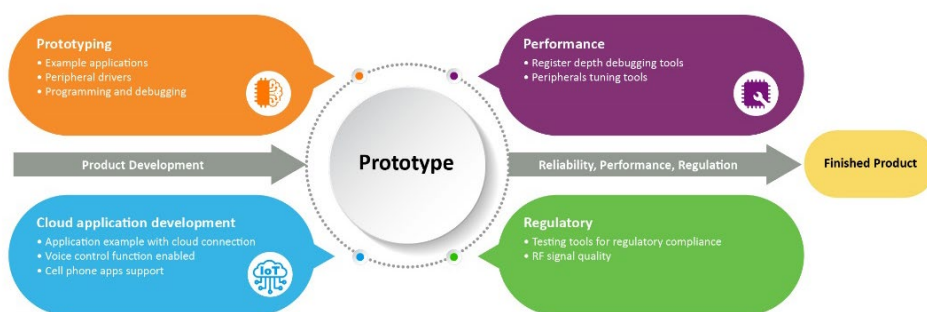 Prototyping
• Example applications
• Peripheral drivers
• Programming and debugging
Performance
• Register depth debugging tools
• Peripherals tuning tools
Product Development
Prototype
Reliability, Performance, Regulation
Finished Product
Cloud application development
• Application example with cloud connection
• Voice control function enabled
• Cell phone apps support
IoT
Regulatory
• Testing tools for regulatory compliance
• RF signal quality